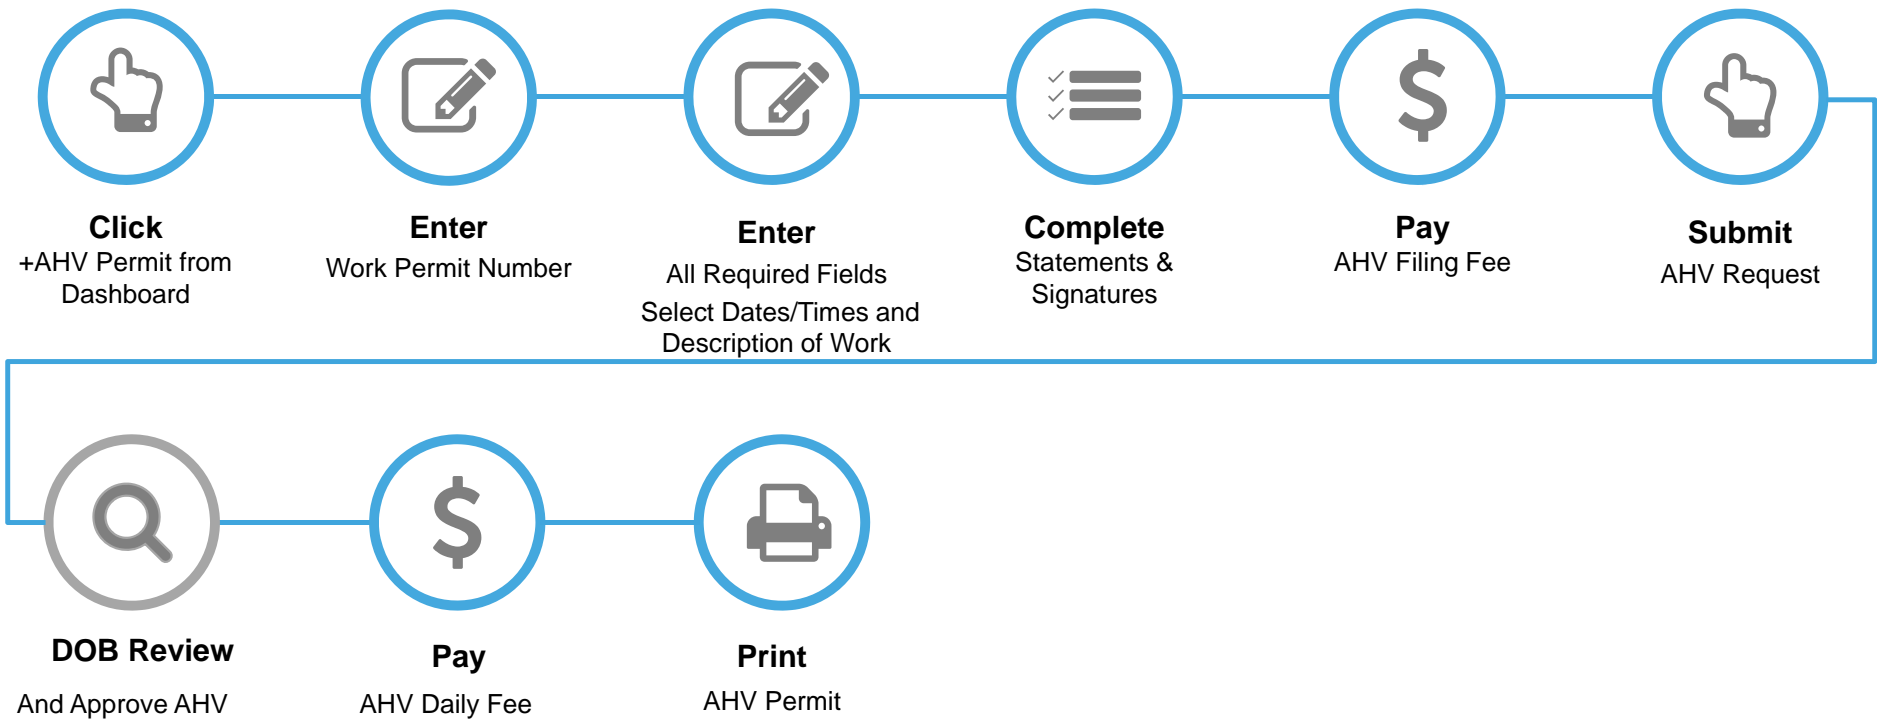 Click
+AHV Permit from
Dashboard
Enter
Work Permit Number
Enter
All Required Fields
Select Dates/Times and
Description of Work
Complete
Statements &
Signatures
Pay
AHV Filing Fee
Submit
AHV Request
DOB Review
And Approve AHV
Pay
AHV Daily Fee
Print
AHV Permit